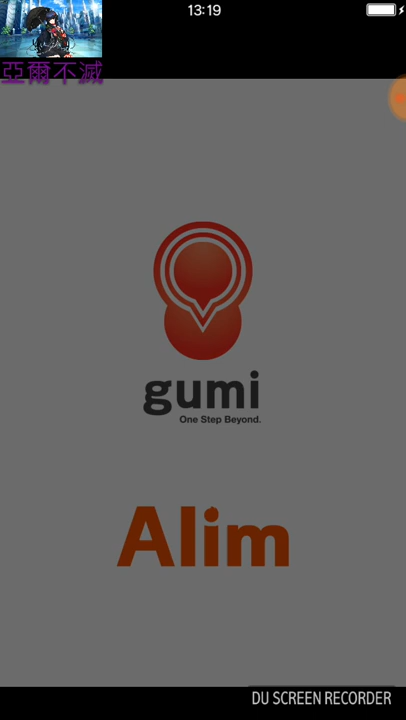 13:19
亞爾不滅
gumi
One Step Beyond.
Alim
DU SCREEN RECORDER